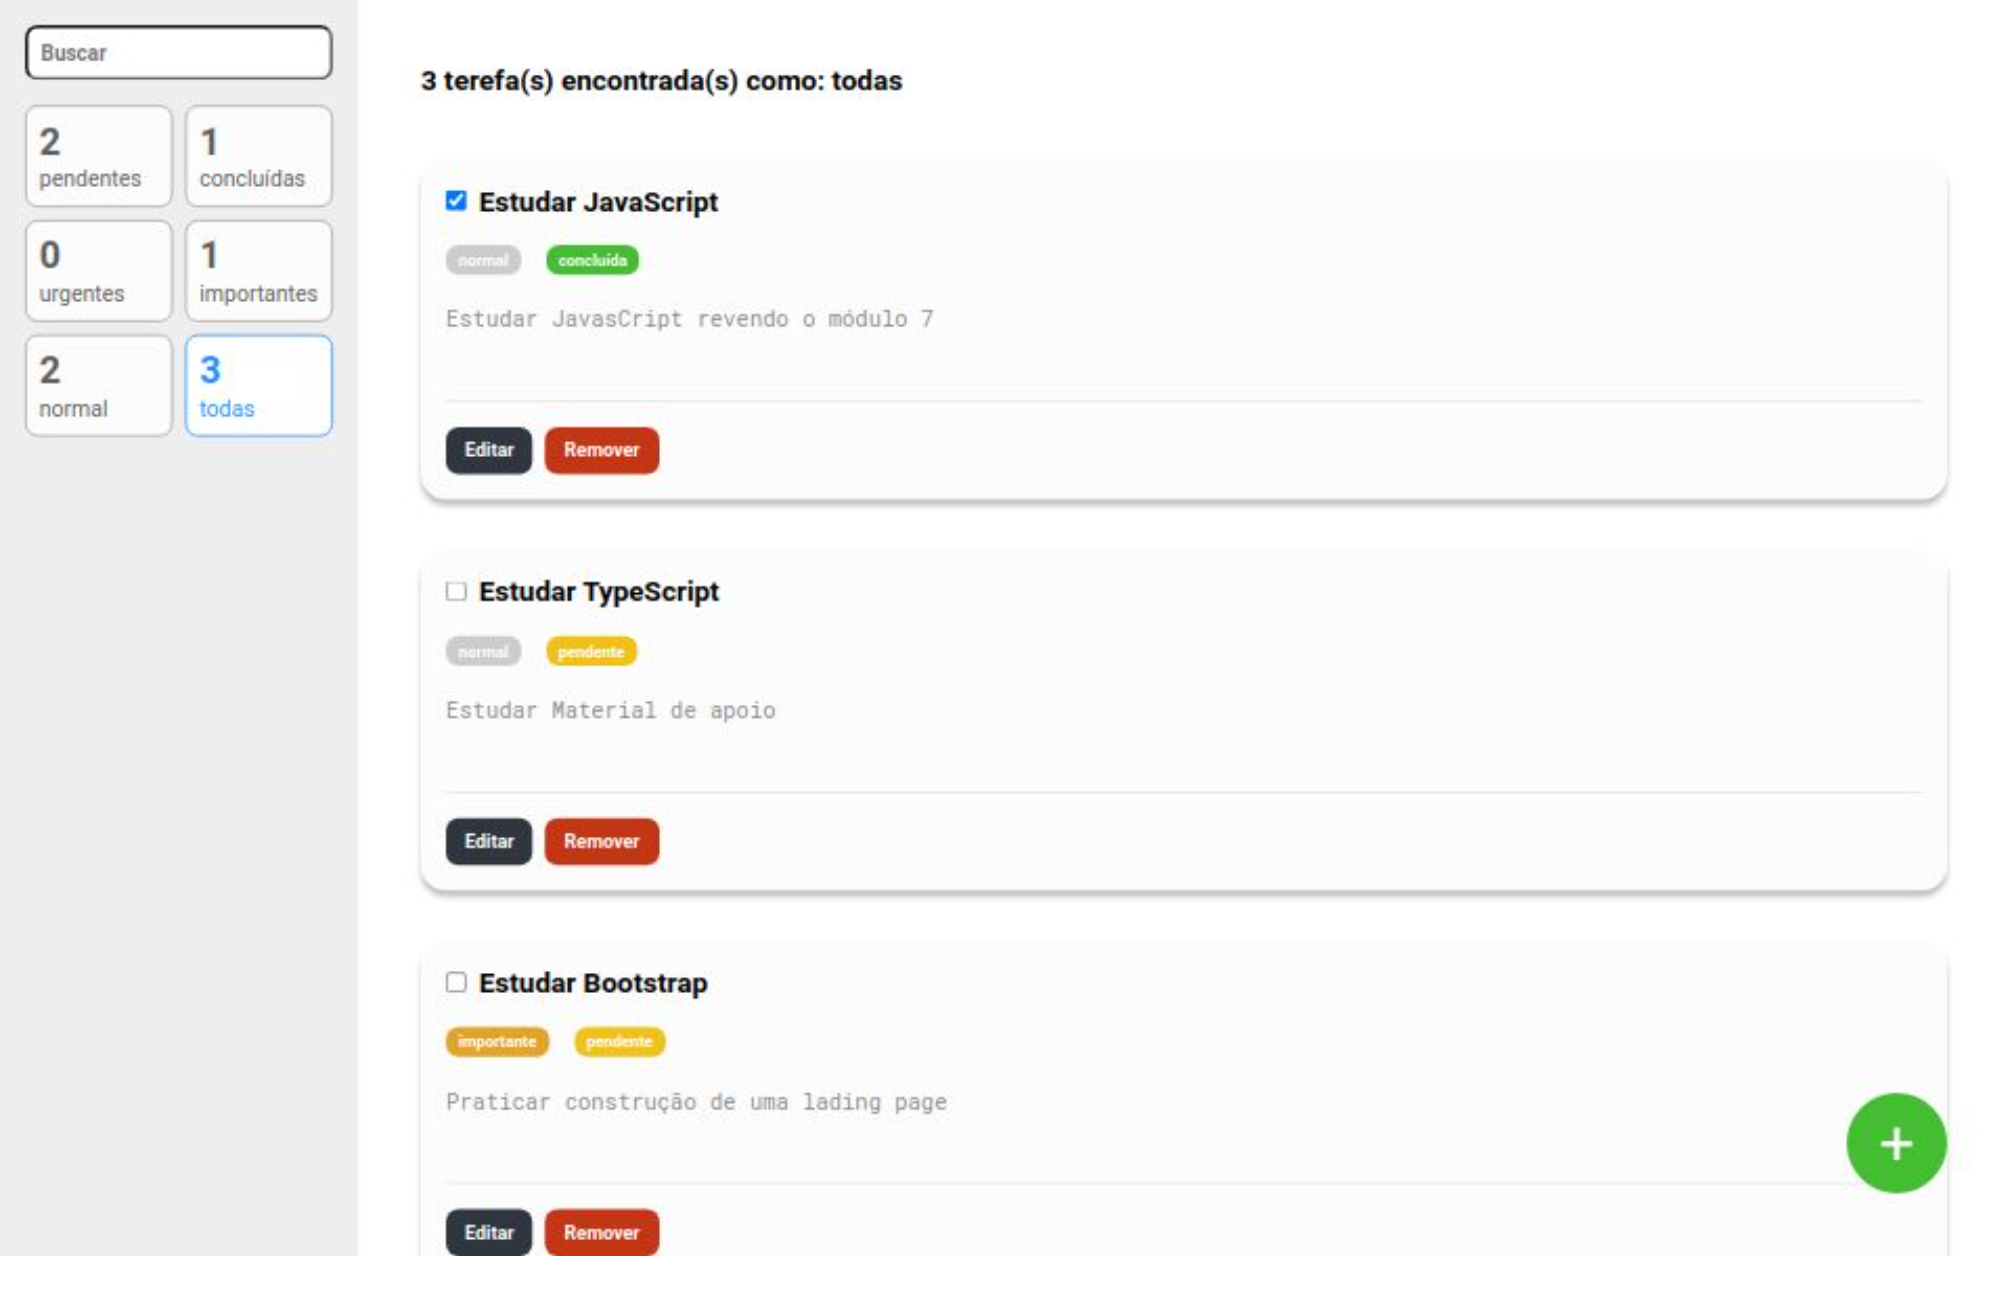 Buscar
2
pendentes
1
concluídas
0
urgentes
1
importantes
2
normal
3
todas
3 terefa(s) encontrada(s) como: todas
Estudar JavaScript
normal concluída
Estudar JavasCript revendo o módulo 7
Editar Remover
Estudar TypeScript
normal pendente
Estudar Material de apoio
Editar Remover
Estudar Bootstrap
importante pendente
Praticar construção de uma lading page
+
Editar Remover